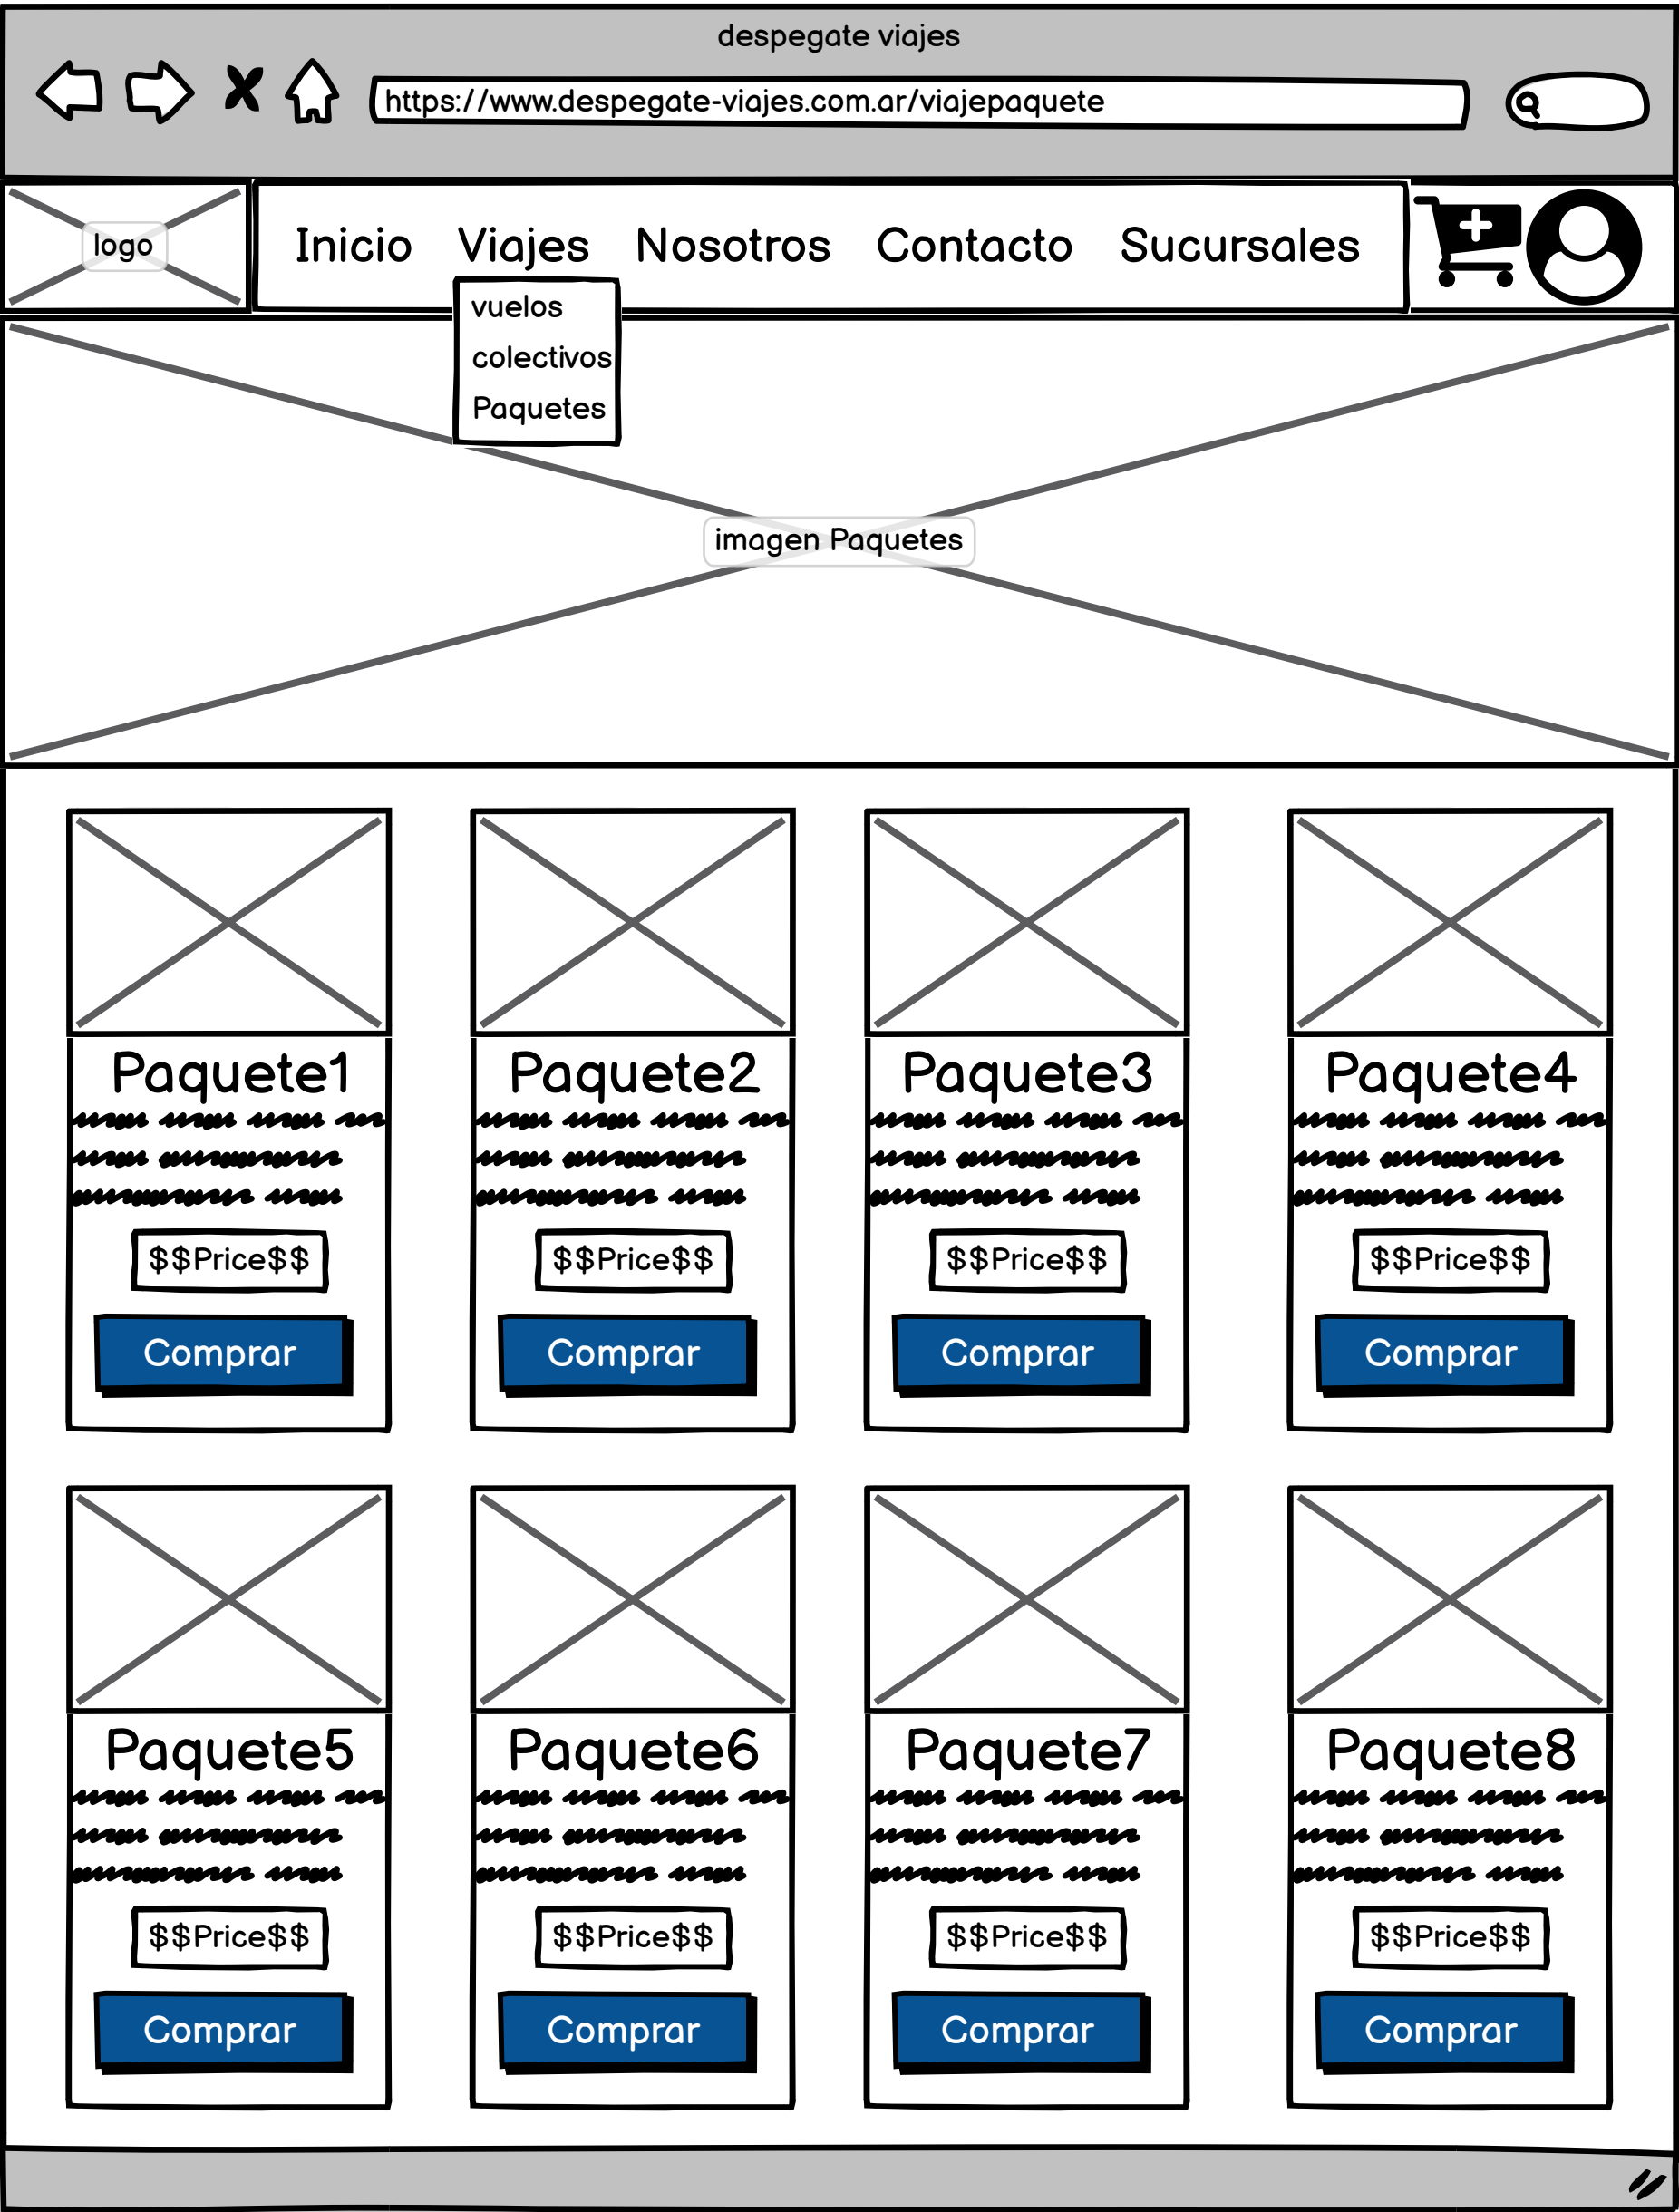 despegate viajes
https://www.despegate-viajes.com.ar/viajepaquete
logo
Inicio Viajes Nosotros Contacto Sucursales
vuelos
colectivos
Paquetes
imagen Paquetes
Paquete1 Paquete2 Paquete3 Paquete4
$$Price$$ $$Price$$ $$Price$$ $$Price$$
Comprar Comprar Comprar Comprar
Paquete5 Paquete6 Paquete7 Paquete8
$$Price$$ $$Price$$ $$Price$$ $$Price$$
Comprar Comprar Comprar Comprar